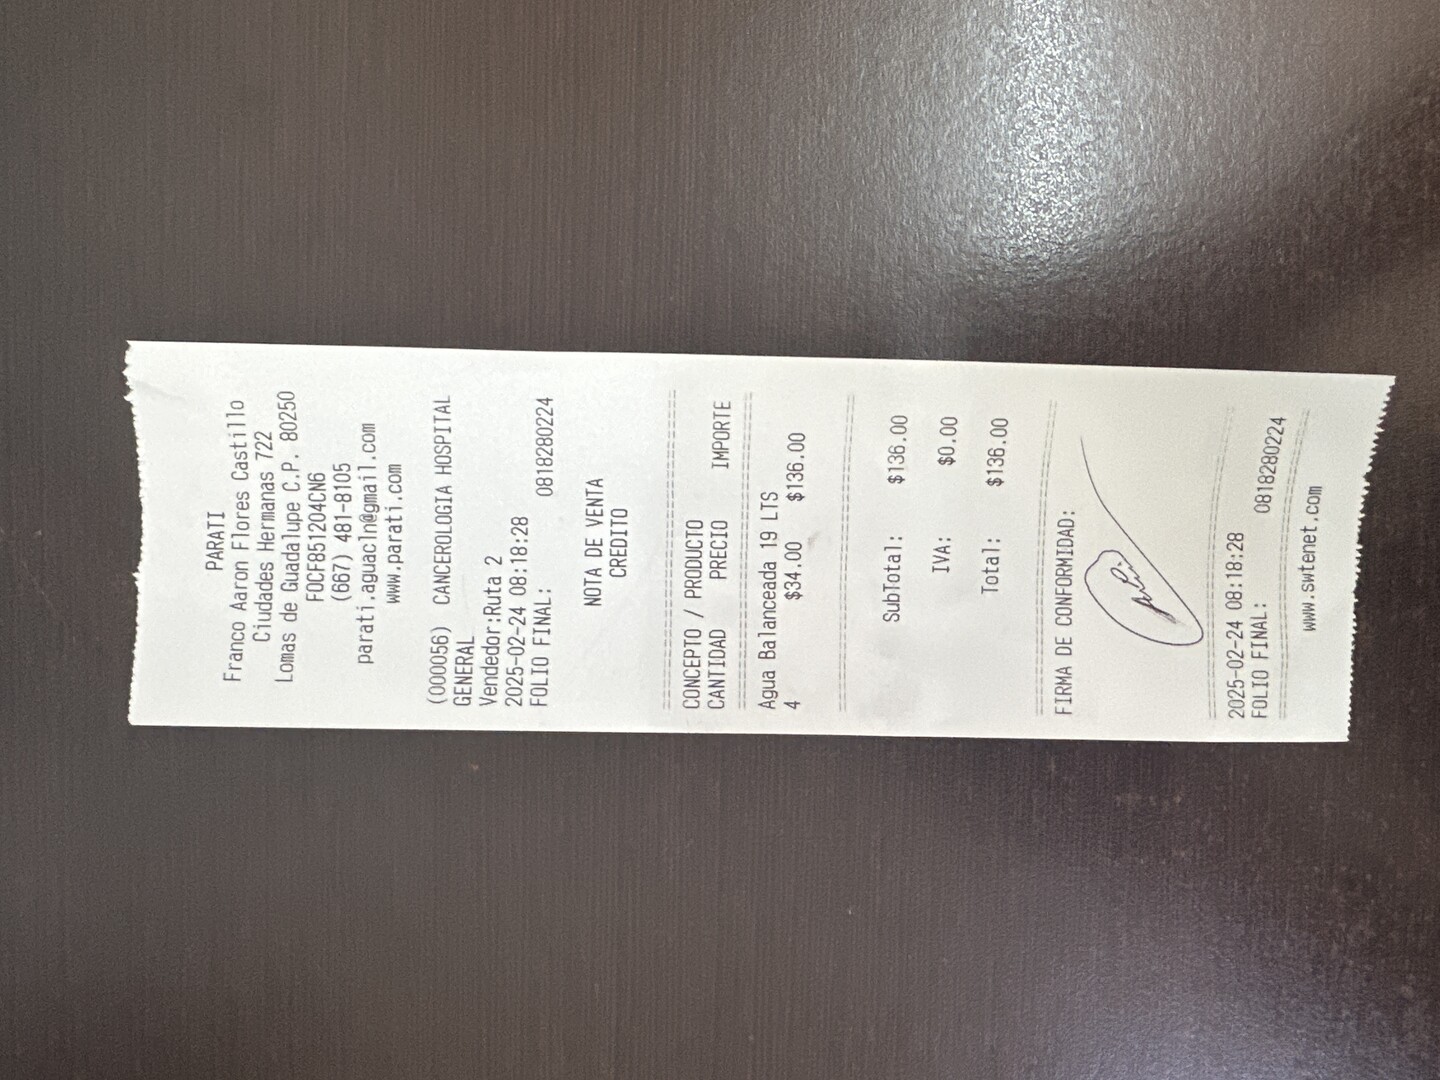 PARATI
Franco Aaron Flores Castillo
Ciudades Hermanas 722
Lomas de Guadalupe C.P. 80250
FOCF851204CN6
(667) 481-8105
parati.aguacln@gmail.com
www.parati.com
(000056) CANCEROLOGIA HOSPITAL
GENERAL
Vendedor:Ruta 2
2025-02-24 08:18:28
FOLIO FINAL: 0818280224
NOTA DE VENTA
CREDITO
CONCEPTO / PRODUCTO
CANTIDAD PRECIO IMPORTE
Agua Balanceada 19 LTS
4 $34.00 $136.00
SubTotal: $136.00
IVA: $0.00
Total: $136.00
FIRMA DE CONFORMIDAD:
2025-02-24 08:18:28
FOLIO FINAL: 0818280224
www.swtenet.com